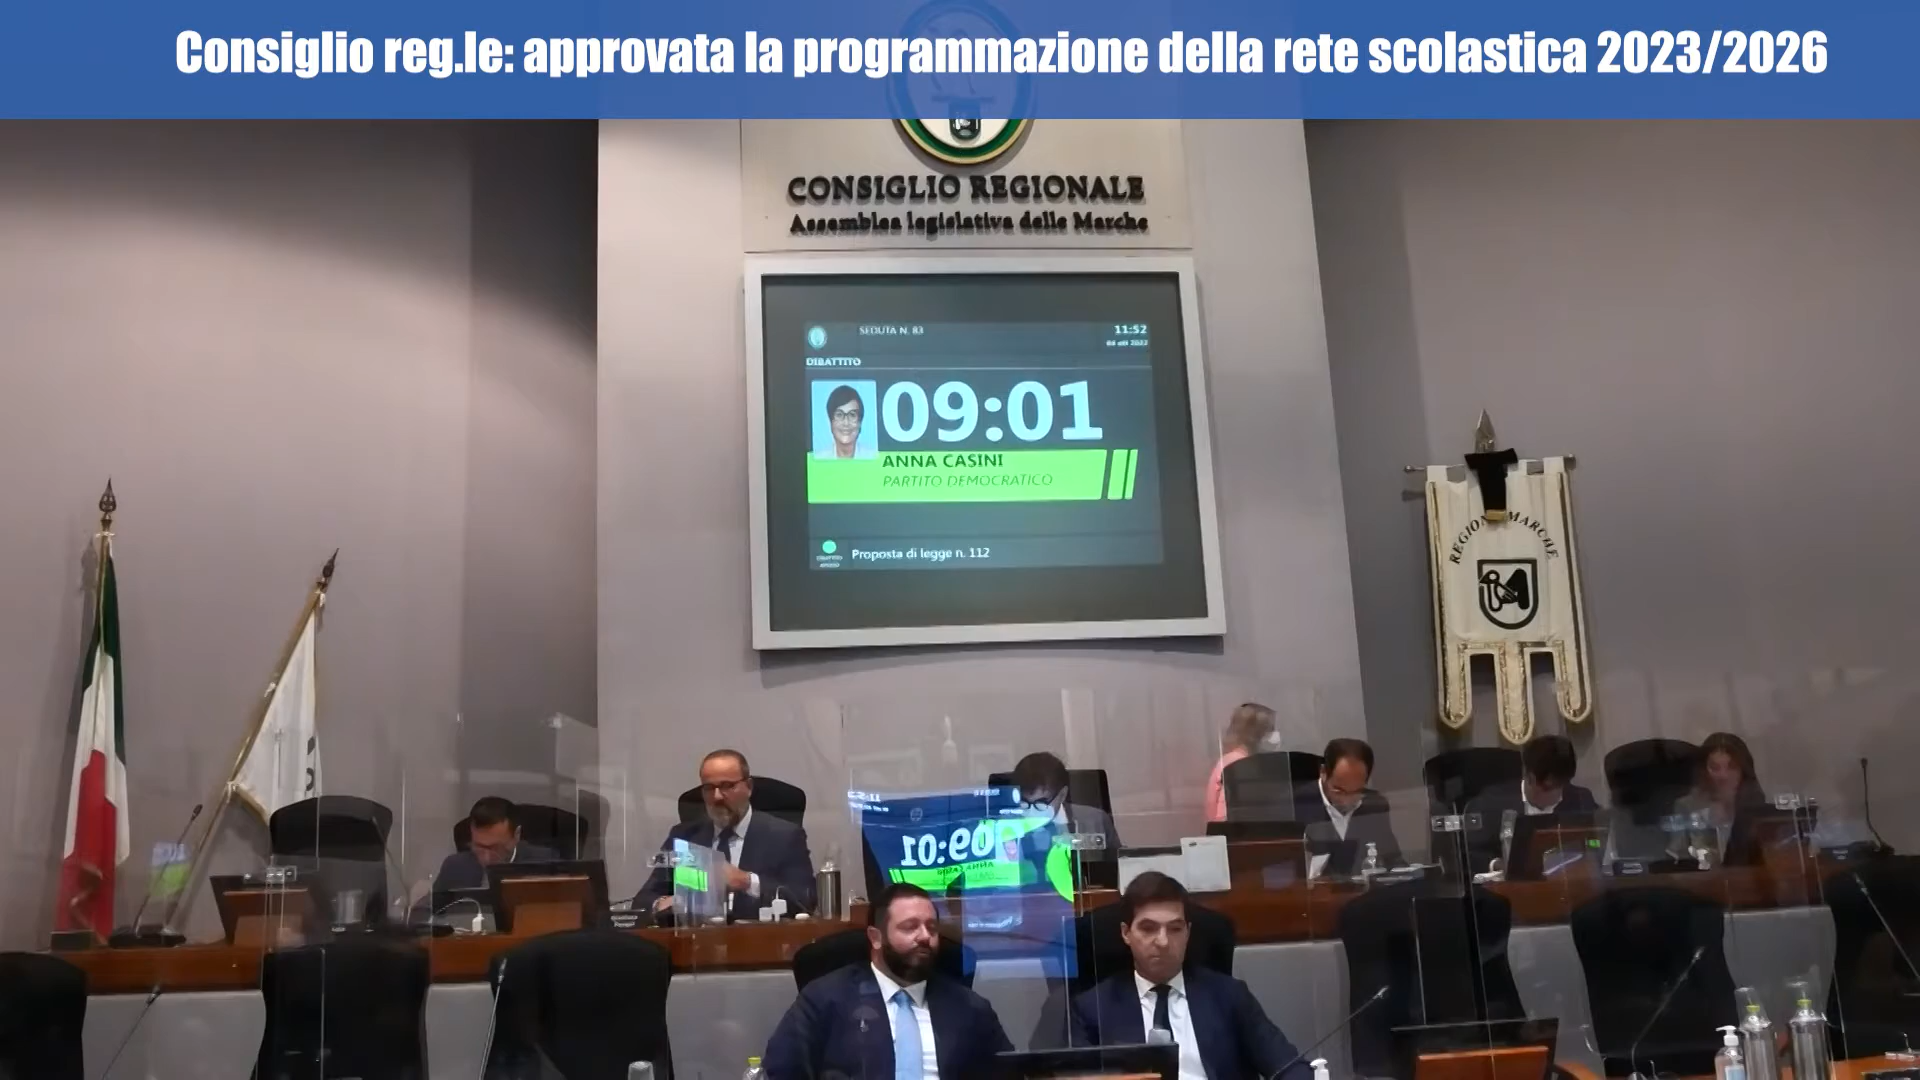 Consiglio reg.le: approvata la programmazione della rete scolastica 2023/2026
CONSIGLIO REGIONALE
Assemblea legislativa delle Marche
SEDUTA N. 83
11:52
DIBATTITO
09:01
ANNA CASINI
PARTITO DEMOCRATICO
Proposta di legge n. 112
REGIONE MARCHE